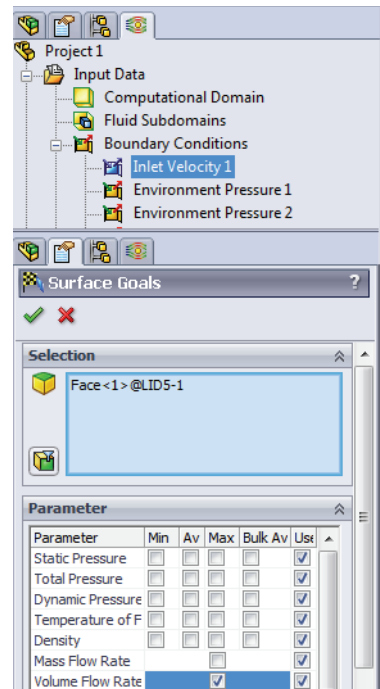 Project 1
Input Data
Computational Domain
Fluid Subdomains
Boundary Conditions
Inlet Velocity 1
Environment Pressure 1
Environment Pressure 2
Surface Goals ?
Selection
Face<1>@LID5-1
Parameter
Parameter Min Av Max Bulk Av Use
Static Pressure
Total Pressure
Dynamic Pressure
Temperature of F
Density
Mass Flow Rate
Volume Flow Rate